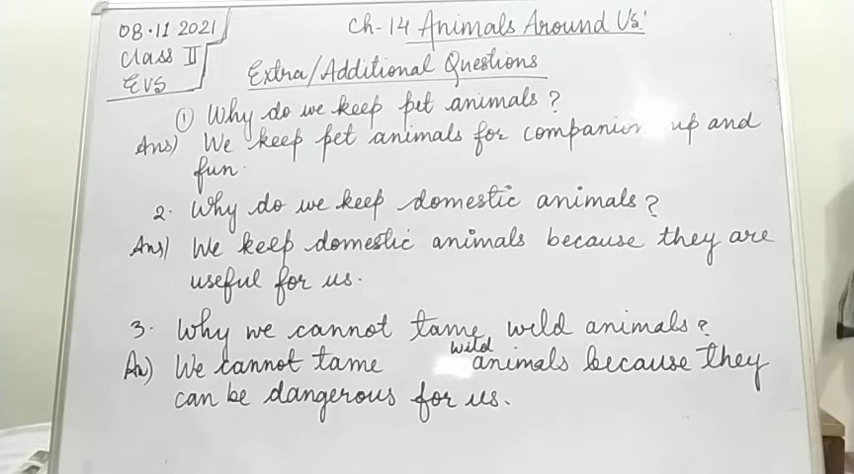 08.11 2021
Class II
EVS
Ch-14 Animals Around Us'
Extra/Additional Questions
① Why do we keep pet animals?
Ans) We keep pet animals for companion up and
fun.
2. Why do we keep domestic animals?
Ans) We keep domestic animals because they are
useful for us.
3. Why we cannot tame wild animals?
An) We cannot tame wild animals because they
can be dangerous for us.